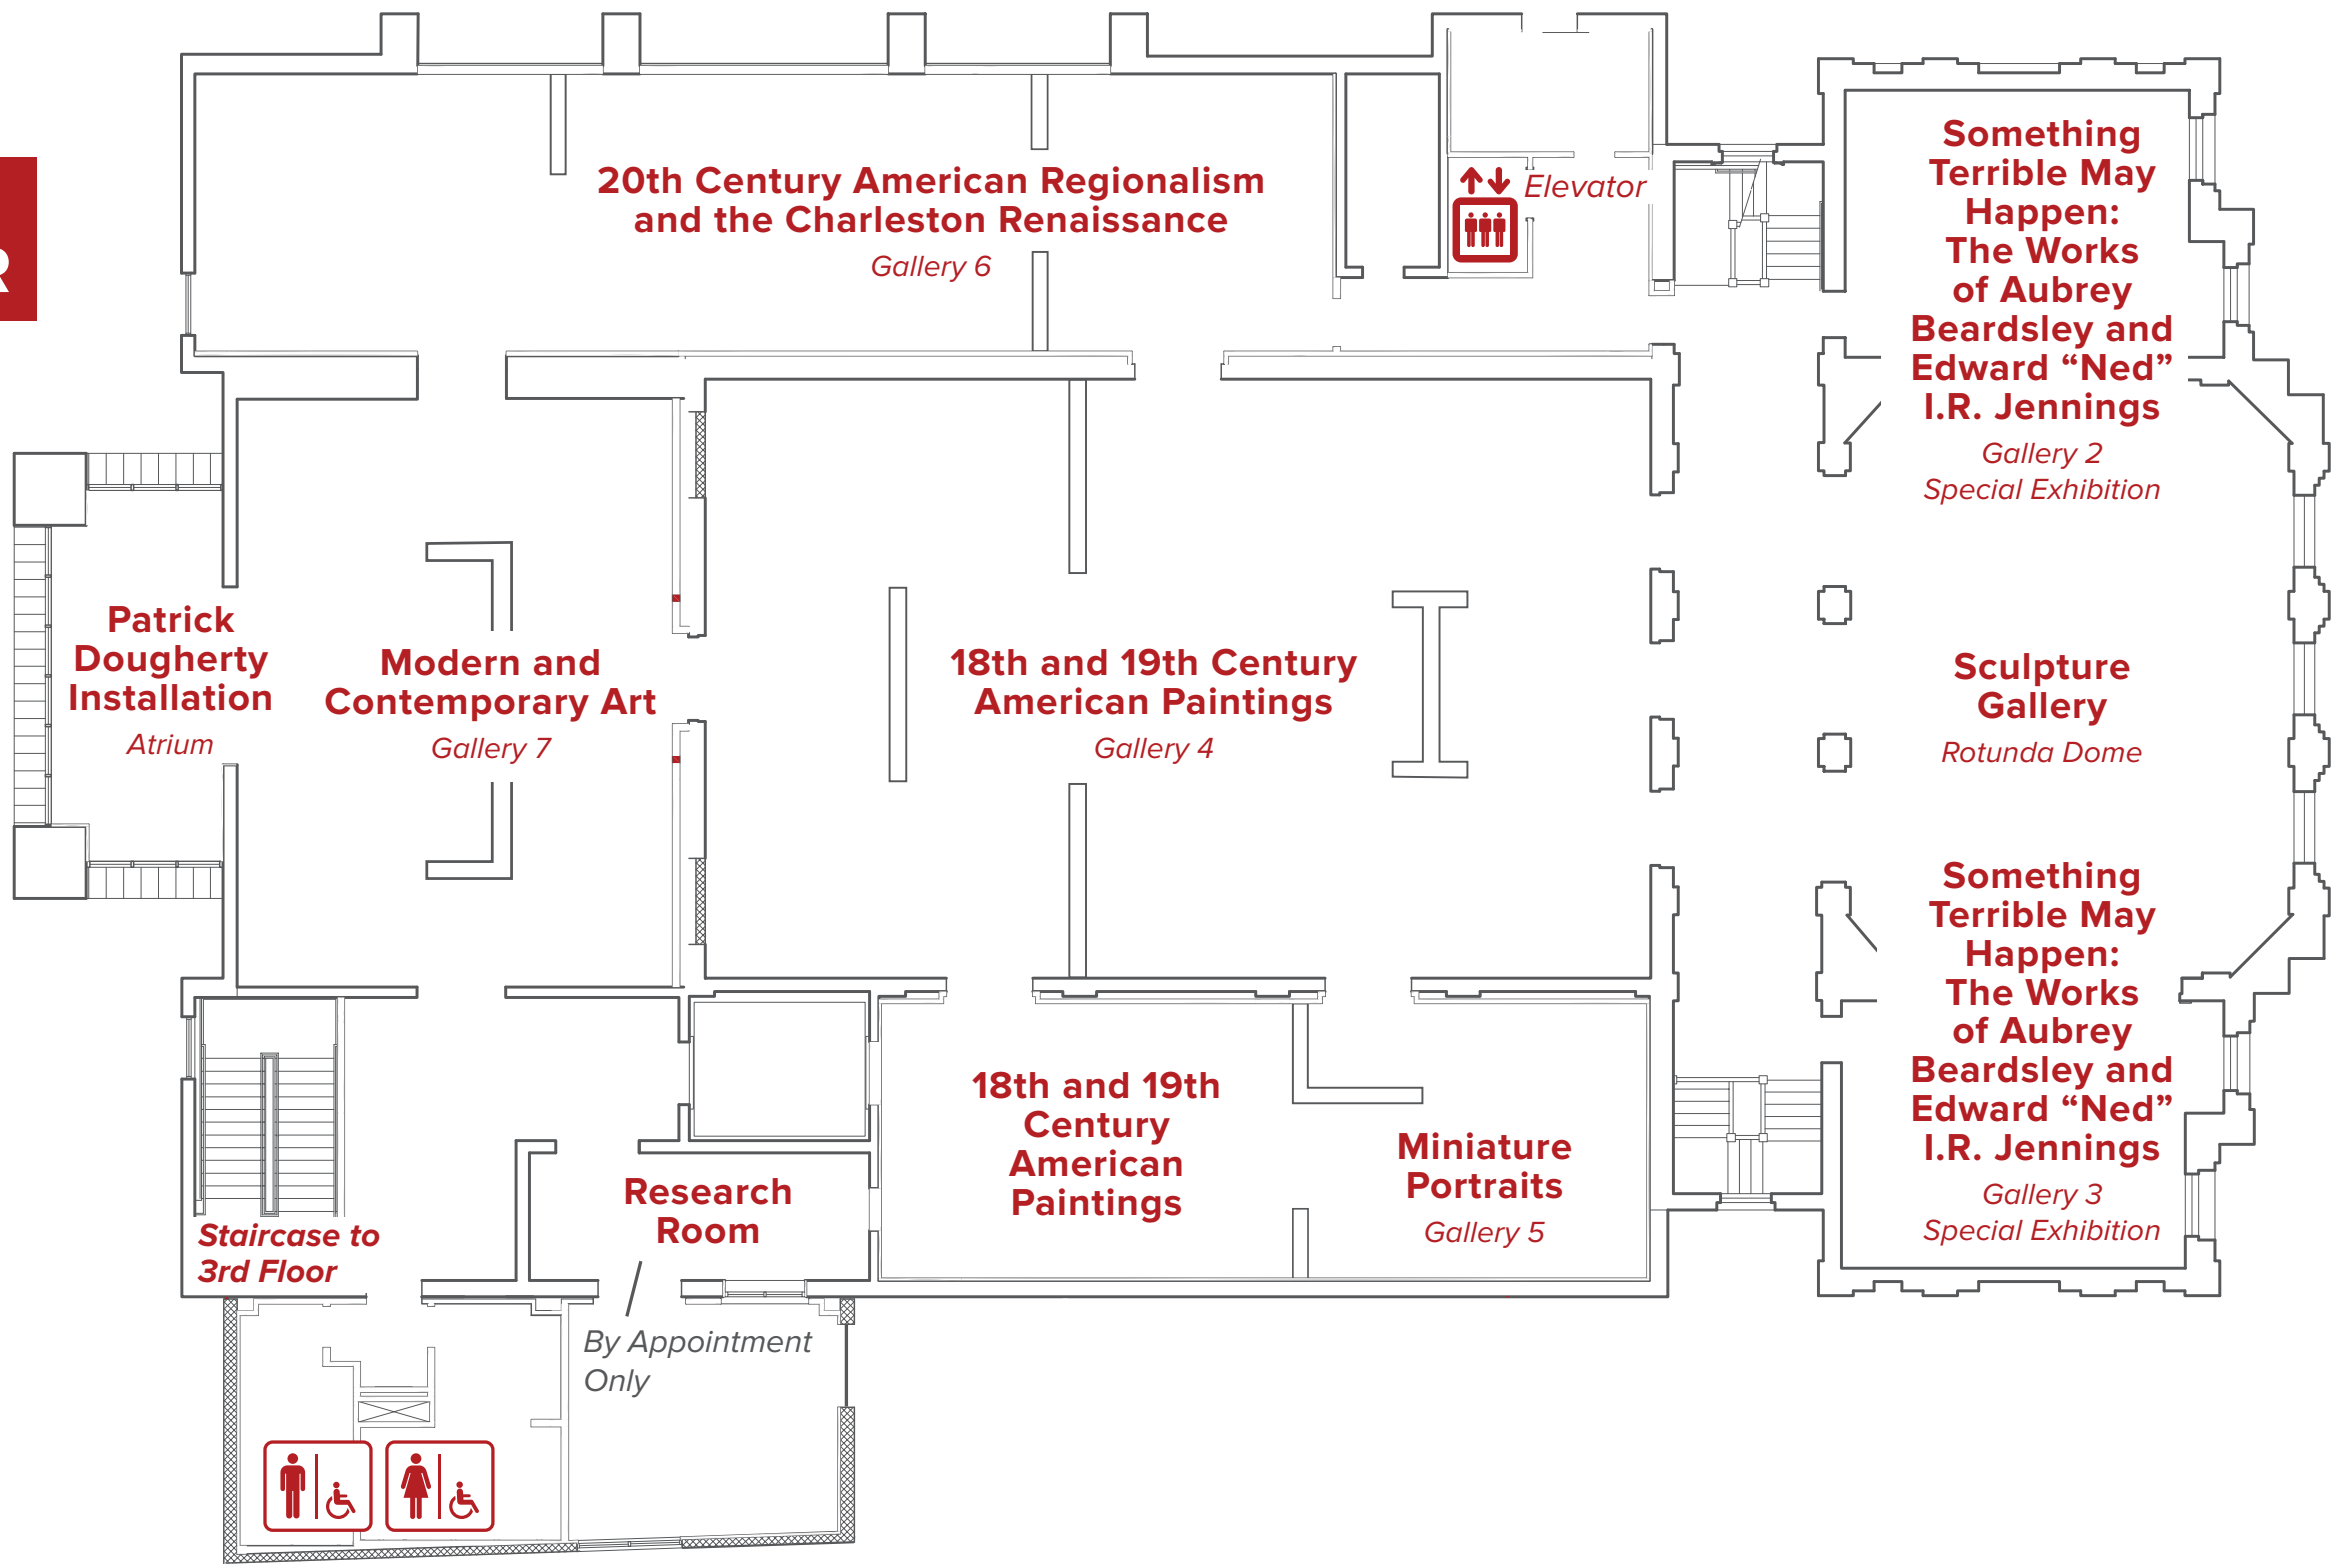 R
20th Century American Regionalism
and the Charleston Renaissance
Gallery 6
Elevator
Something
Terrible May
Happen:
The Works
of Aubrey
Beardsley and
Edward “Ned”
I.R. Jennings
Gallery 2
Special Exhibition
Patrick
Dougherty
Installation
Atrium
Modern and
Contemporary Art
Gallery 7
18th and 19th Century
American Paintings
Gallery 4
Sculpture
Gallery
Rotunda Dome
Something
Terrible May
Happen:
The Works
of Aubrey
Beardsley and
Edward “Ned”
I.R. Jennings
Gallery 3
Special Exhibition
18th and 19th
Century
American
Paintings
Miniature
Portraits
Gallery 5
Research
Room
Staircase to
3rd Floor
By Appointment
Only